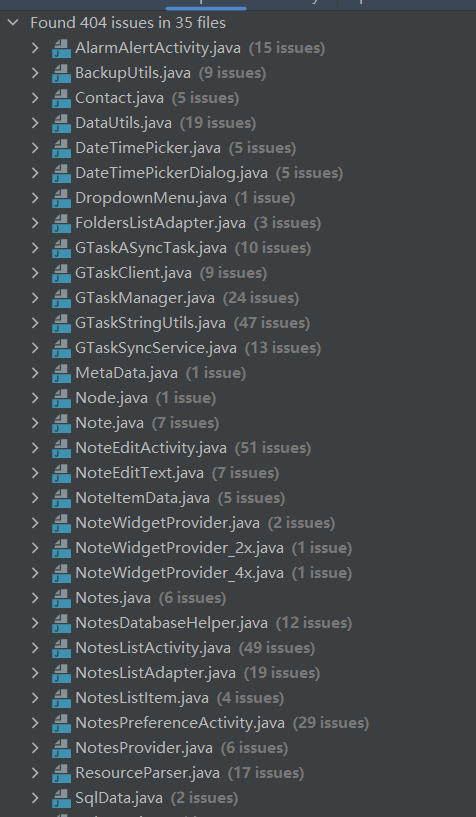 Found 404 issues in 35 files
AlarmAlertActivity.java (15 issues)
BackupUtils.java (9 issues)
Contact.java (5 issues)
DataUtils.java (19 issues)
DateTimePicker.java (5 issues)
DateTimePickerDialog.java (5 issues)
DropdownMenu.java (1 issue)
FoldersListAdapter.java (3 issues)
GTaskASyncTask.java (10 issues)
GTaskClient.java (9 issues)
GTaskManager.java (24 issues)
GTaskStringUtils.java (47 issues)
GTaskSyncService.java (13 issues)
MetaData.java (1 issue)
Node.java (1 issue)
Note.java (7 issues)
NoteEditActivity.java (51 issues)
NoteEditText.java (7 issues)
NoteItemData.java (5 issues)
NoteWidgetProvider.java (2 issues)
NoteWidgetProvider_2x.java (1 issue)
NoteWidgetProvider_4x.java (1 issue)
Notes.java (6 issues)
NotesDatabaseHelper.java (12 issues)
NotesListActivity.java (49 issues)
NotesListAdapter.java (19 issues)
NotesListItem.java (4 issues)
NotesPreferenceActivity.java (29 issues)
NotesProvider.java (6 issues)
ResourceParser.java (17 issues)
SqlData.java (2 issues)